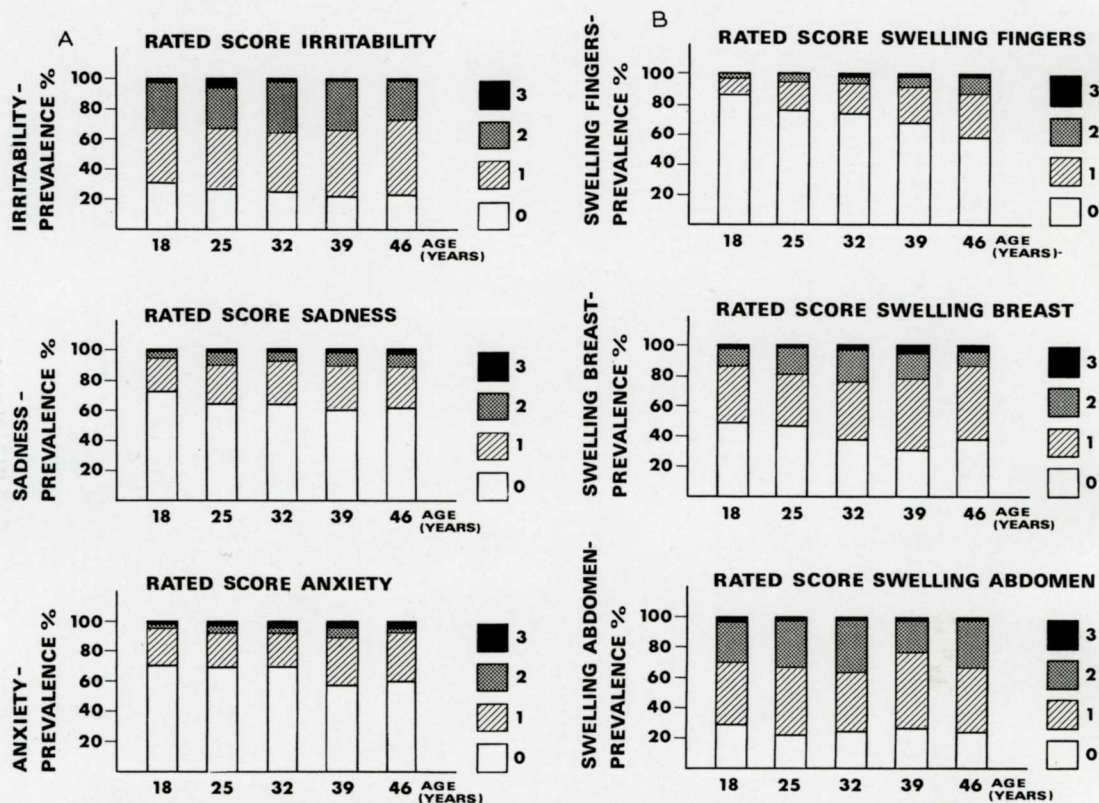 A
RATED SCORE IRRITABILITY
IRRITABILITY-
PREVALENCE %
100
80
60
40
20
3
2
1
0
18 25 32 39 46 AGE
(YEARS)
RATED SCORE SADNESS
SADNESS-
PREVALENCE %
100
80
60
40
20
3
2
1
0
18 25 32 39 46 AGE
(YEARS)
RATED SCORE ANXIETY
ANXIETY-
PREVALENCE %
100
80
60
40
20
3
2
1
0
18 25 32 39 46 AGE
(YEARS)
B
RATED SCORE SWELLING FINGERS
SWELLING FINGERS-
PREVALENCE %
100
80
60
40
20
3
2
1
0
18 25 32 39 46 AGE
(YEARS)-
RATED SCORE SWELLING BREAST
SWELLING BREAST-
PREVALENCE %
100
80
60
40
20
3
2
1
0
18 25 32 39 46 AGE
(YEARS)
RATED SCORE SWELLING ABDOMEN
SWELLING ABDOMEN-
PREVALENCE %
100
80
60
40
20
3
2
1
0
18 25 32 39 46 AGE
(YEARS)